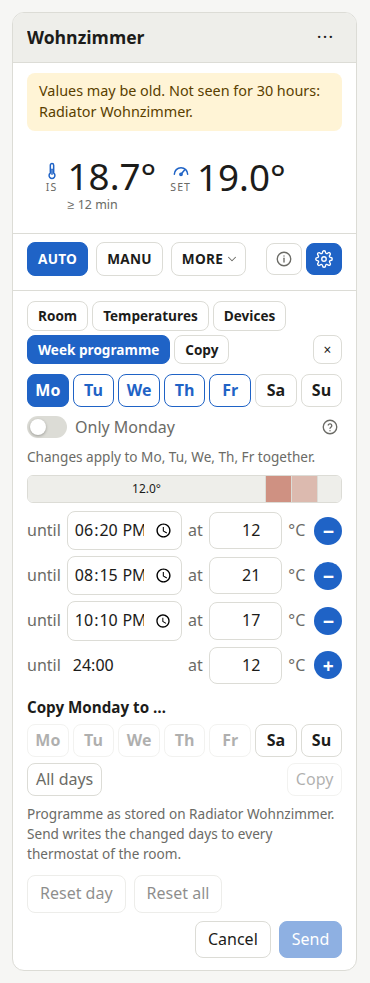 Wohnzimmer ...
Values may be old. Not seen for 30 hours:
Radiator Wohnzimmer.
IS 18.7° SET 19.0°
≥ 12 min
AUTO MANU MORE
Room Temperatures Devices
Week programme Copy ×
Mo Tu We Th Fr Sa Su
Only Monday ?
Changes apply to Mo, Tu, We, Th, Fr together.
12.0°
until 06:20 PM at 12 °C −
until 08:15 PM at 21 °C −
until 10:10 PM at 17 °C −
until 24:00 at 12 °C +
Copy Monday to ...
Mo Tu We Th Fr Sa Su
All days Copy
Programme as stored on Radiator Wohnzimmer.
Send writes the changed days to every
thermostat of the room.
Reset day Reset all
Cancel Send